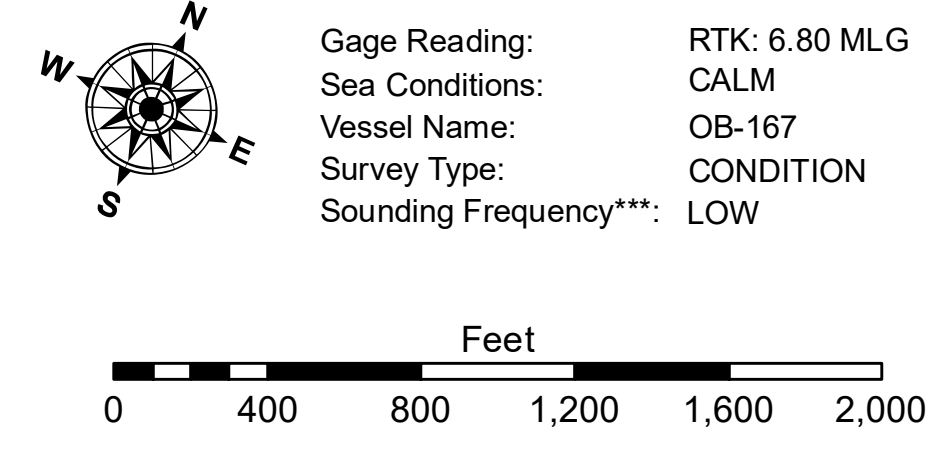 N
W
E
S
Gage Reading: RTK: 6.80 MLG
Sea Conditions: CALM
Vessel Name: OB-167
Survey Type: CONDITION
Sounding Frequency***: LOW
Feet
0 400 800 1,200 1,600 2,000